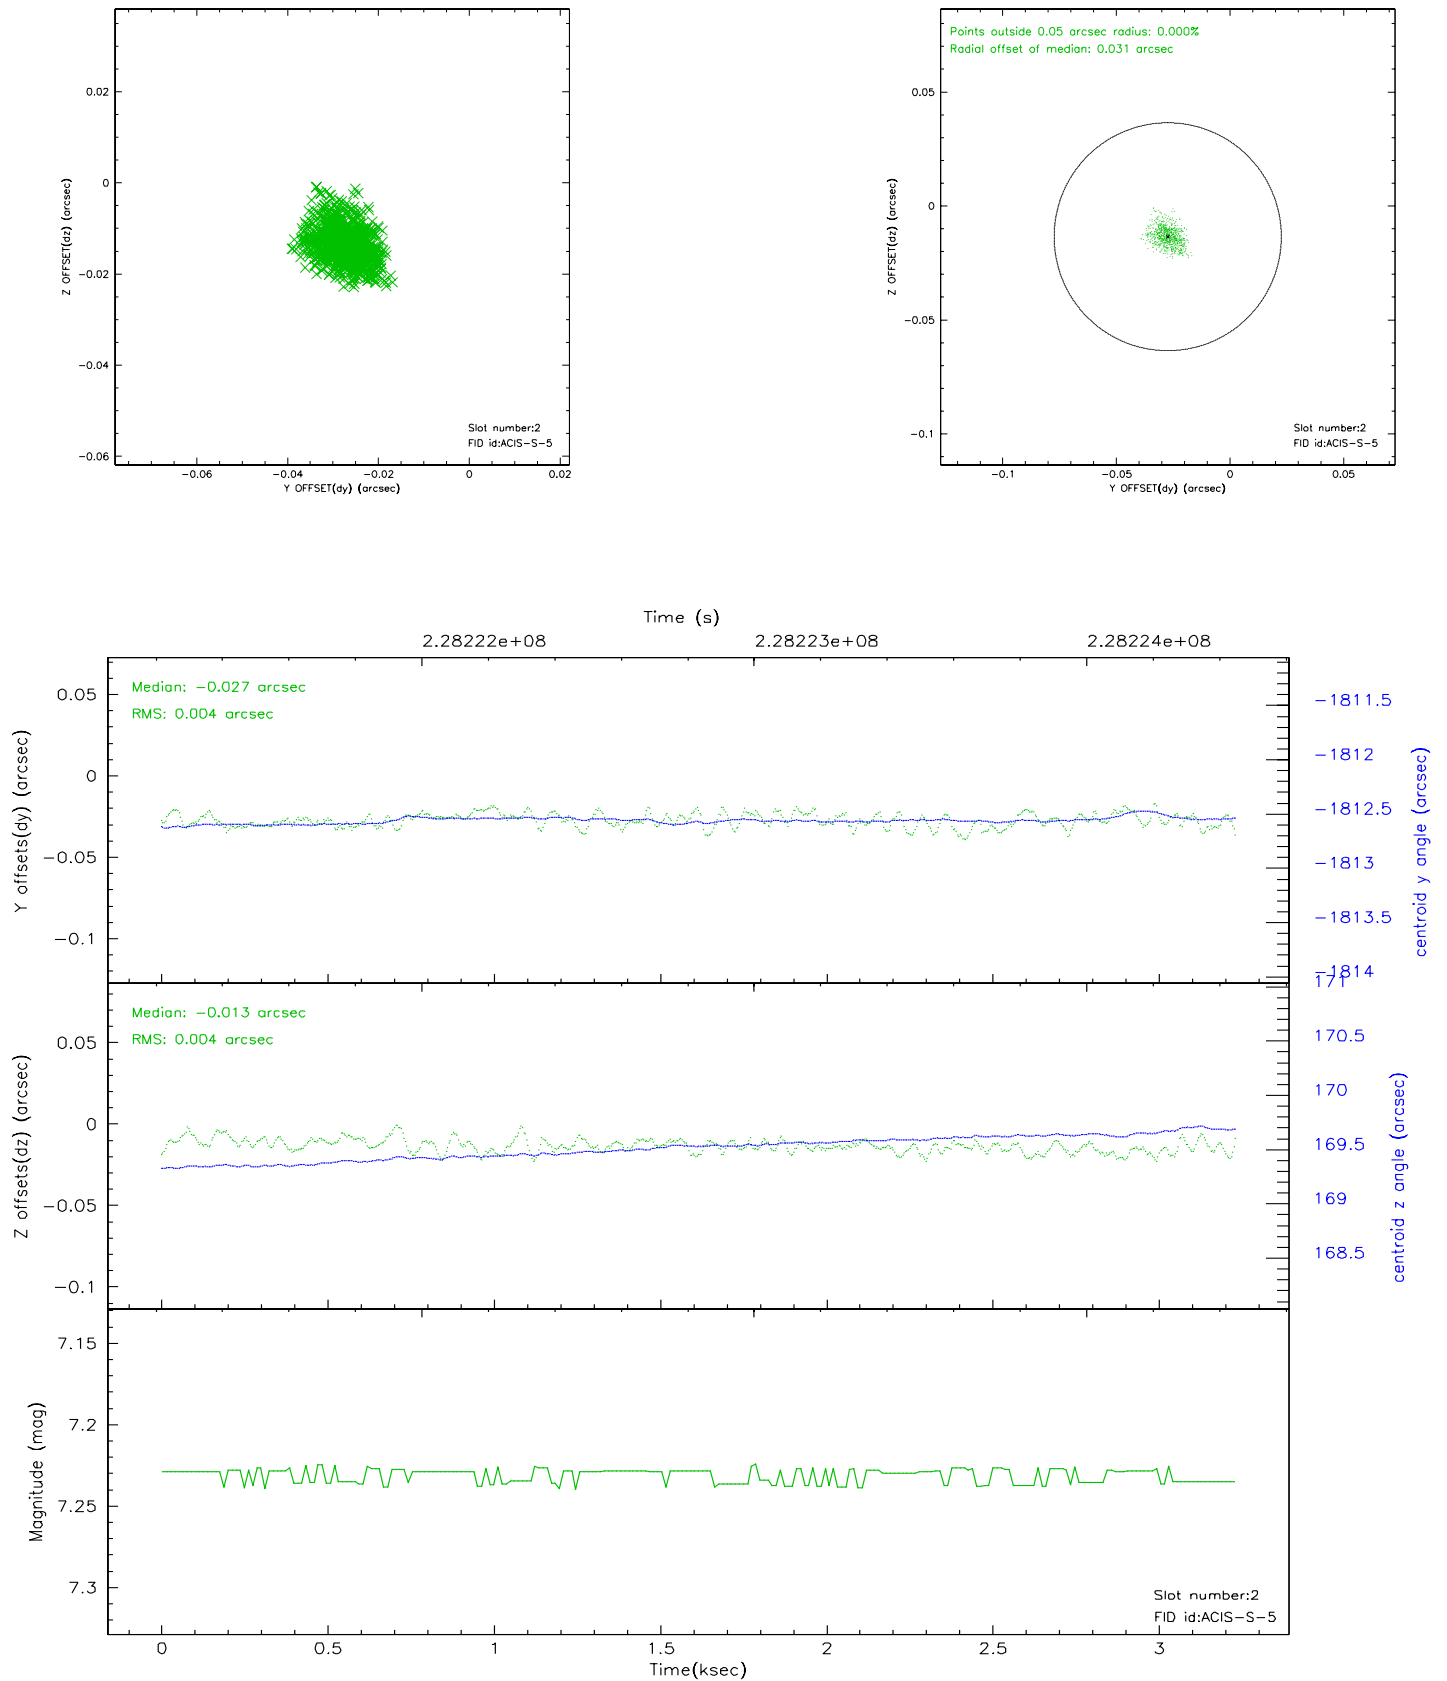 0.02
0
-0.02
-0.04
-0.06
Z OFFSET(dz) (arcsec)
Slot number:2
FID id:ACIS-S-5
-0.06 -0.04 -0.02 0 0.02
Y OFFSET(dy) (arcsec)
Points outside 0.05 arcsec radius: 0.000%
Radial offset of median: 0.031 arcsec
0.05
0
-0.05
-0.1
Z OFFSET(dz) (arcsec)
Slot number:2
FID id:ACIS-S-5
-0.1 -0.05 0 0.05
Y OFFSET(dy) (arcsec)
Time (s)
2.28222e+08 2.28223e+08 2.28224e+08
Median: -0.027 arcsec
RMS: 0.004 arcsec
0.05
0
-0.05
-0.1
Y offsets(dy) (arcsec)
-1811.5
-1812
-1812.5
-1813
-1813.5
-1814
centroid y angle (arcsec)
Median: -0.013 arcsec
RMS: 0.004 arcsec
0.05
0
-0.05
-0.1
Z offsets(dz) (arcsec)
171
170.5
170
169.5
169
168.5
centroid z angle (arcsec)
7.15
7.2
7.25
7.3
Magnitude (mag)
Slot number:2
FID id:ACIS-S-5
0 0.5 1 1.5 2 2.5 3
Time(ksec)